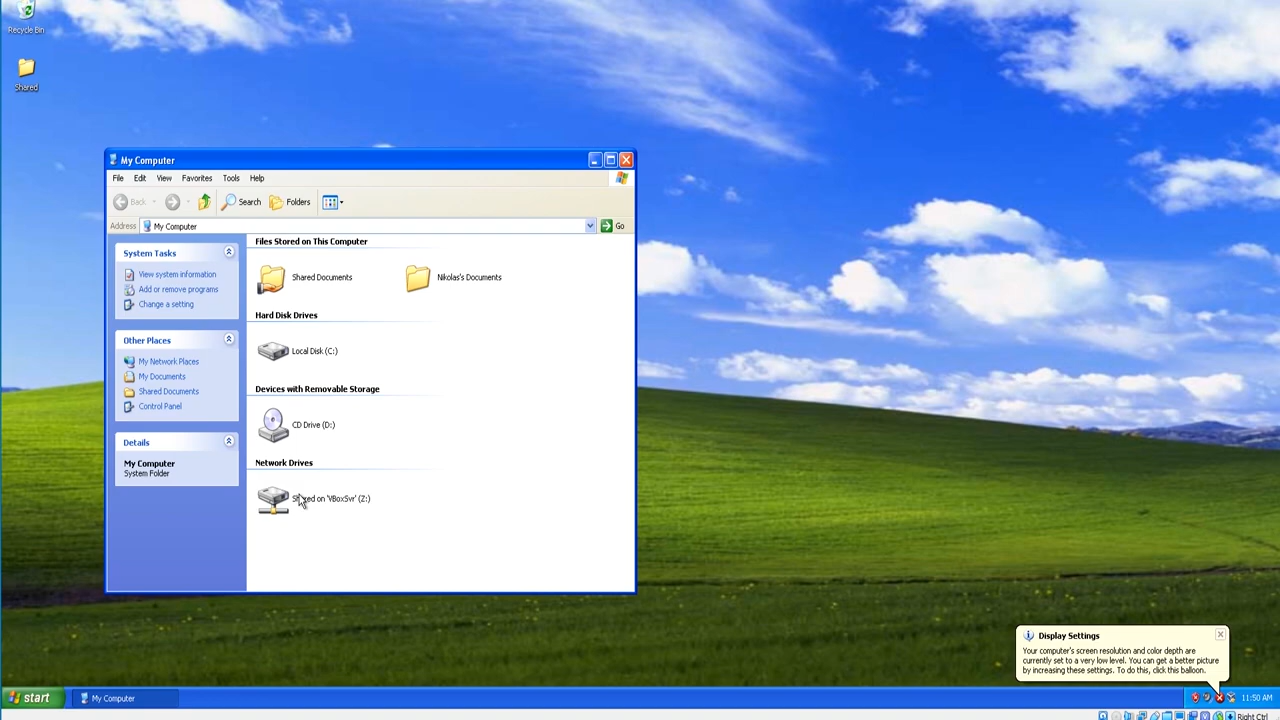 Recycle Bin
Shared
My Computer
File Edit View Favorites Tools Help
Back Search Folders
Address My Computer Go
System Tasks
View system information
Add or remove programs
Change a setting
Other Places
My Network Places
My Documents
Shared Documents
Control Panel
Details
My Computer
System Folder
Files Stored on This Computer
Shared Documents Nikolas's Documents
Hard Disk Drives
Local Disk (C:)
Devices with Removable Storage
CD Drive (D:)
Network Drives
Shared on 'VBoxSvr' (Z:)
Display Settings
Your computer's screen resolution and color depth are
currently set to a very low level. You can get a better picture
by increasing these settings. To do this, click this balloon.
start My Computer 11:50 AM
Right Ctrl